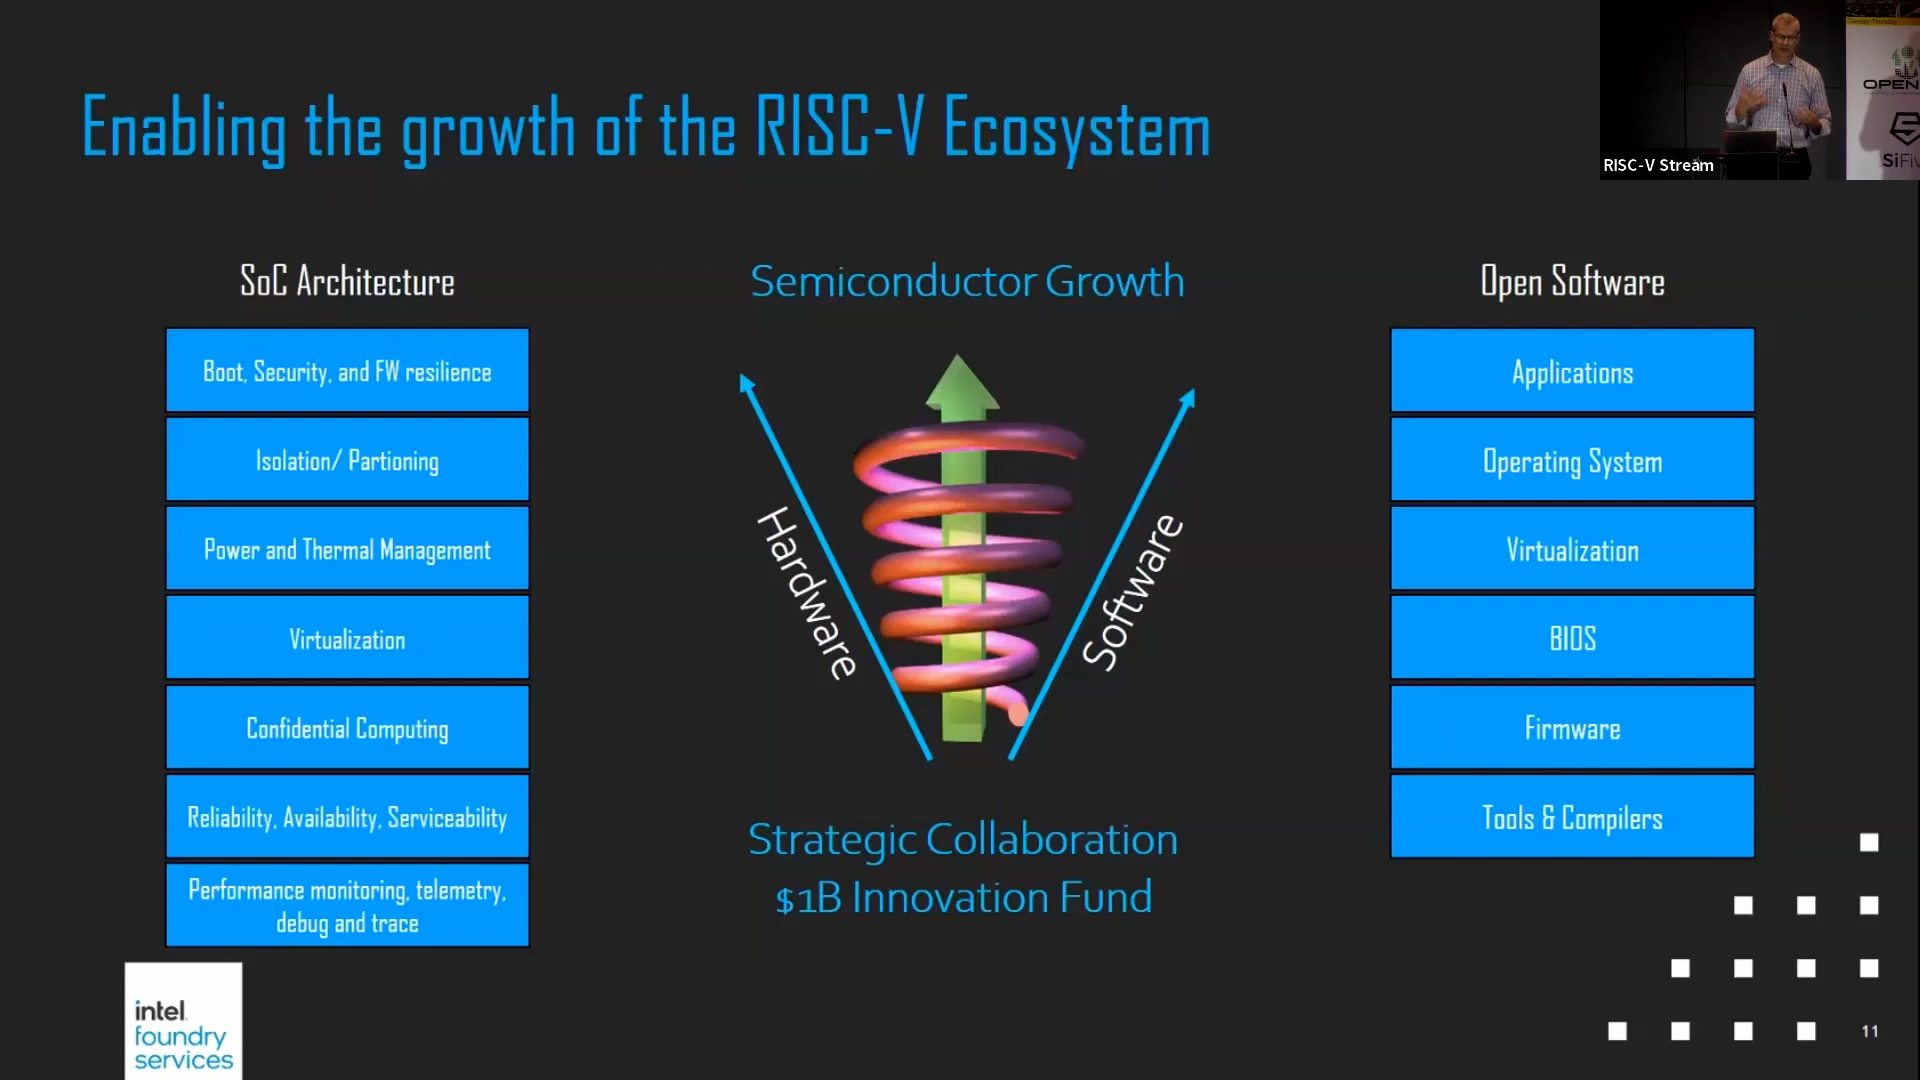 Enabling the growth of the RISC-V Ecosystem
Tuesday-Thursday
OPEN
SiFiv
RISC-V Stream
SoC Architecture
Boot, Security, and FW resilience
Isolation/ Partioning
Power and Thermal Management
Virtualization
Confidential Computing
Reliability, Availability, Serviceability
Performance monitoring, telemetry,
debug and trace
Semiconductor Growth
Hardware
Software
Strategic Collaboration
$1B Innovation Fund
Open Software
Applications
Operating System
Virtualization
BIOS
Firmware
Tools & Compilers
intel
foundry
services
11